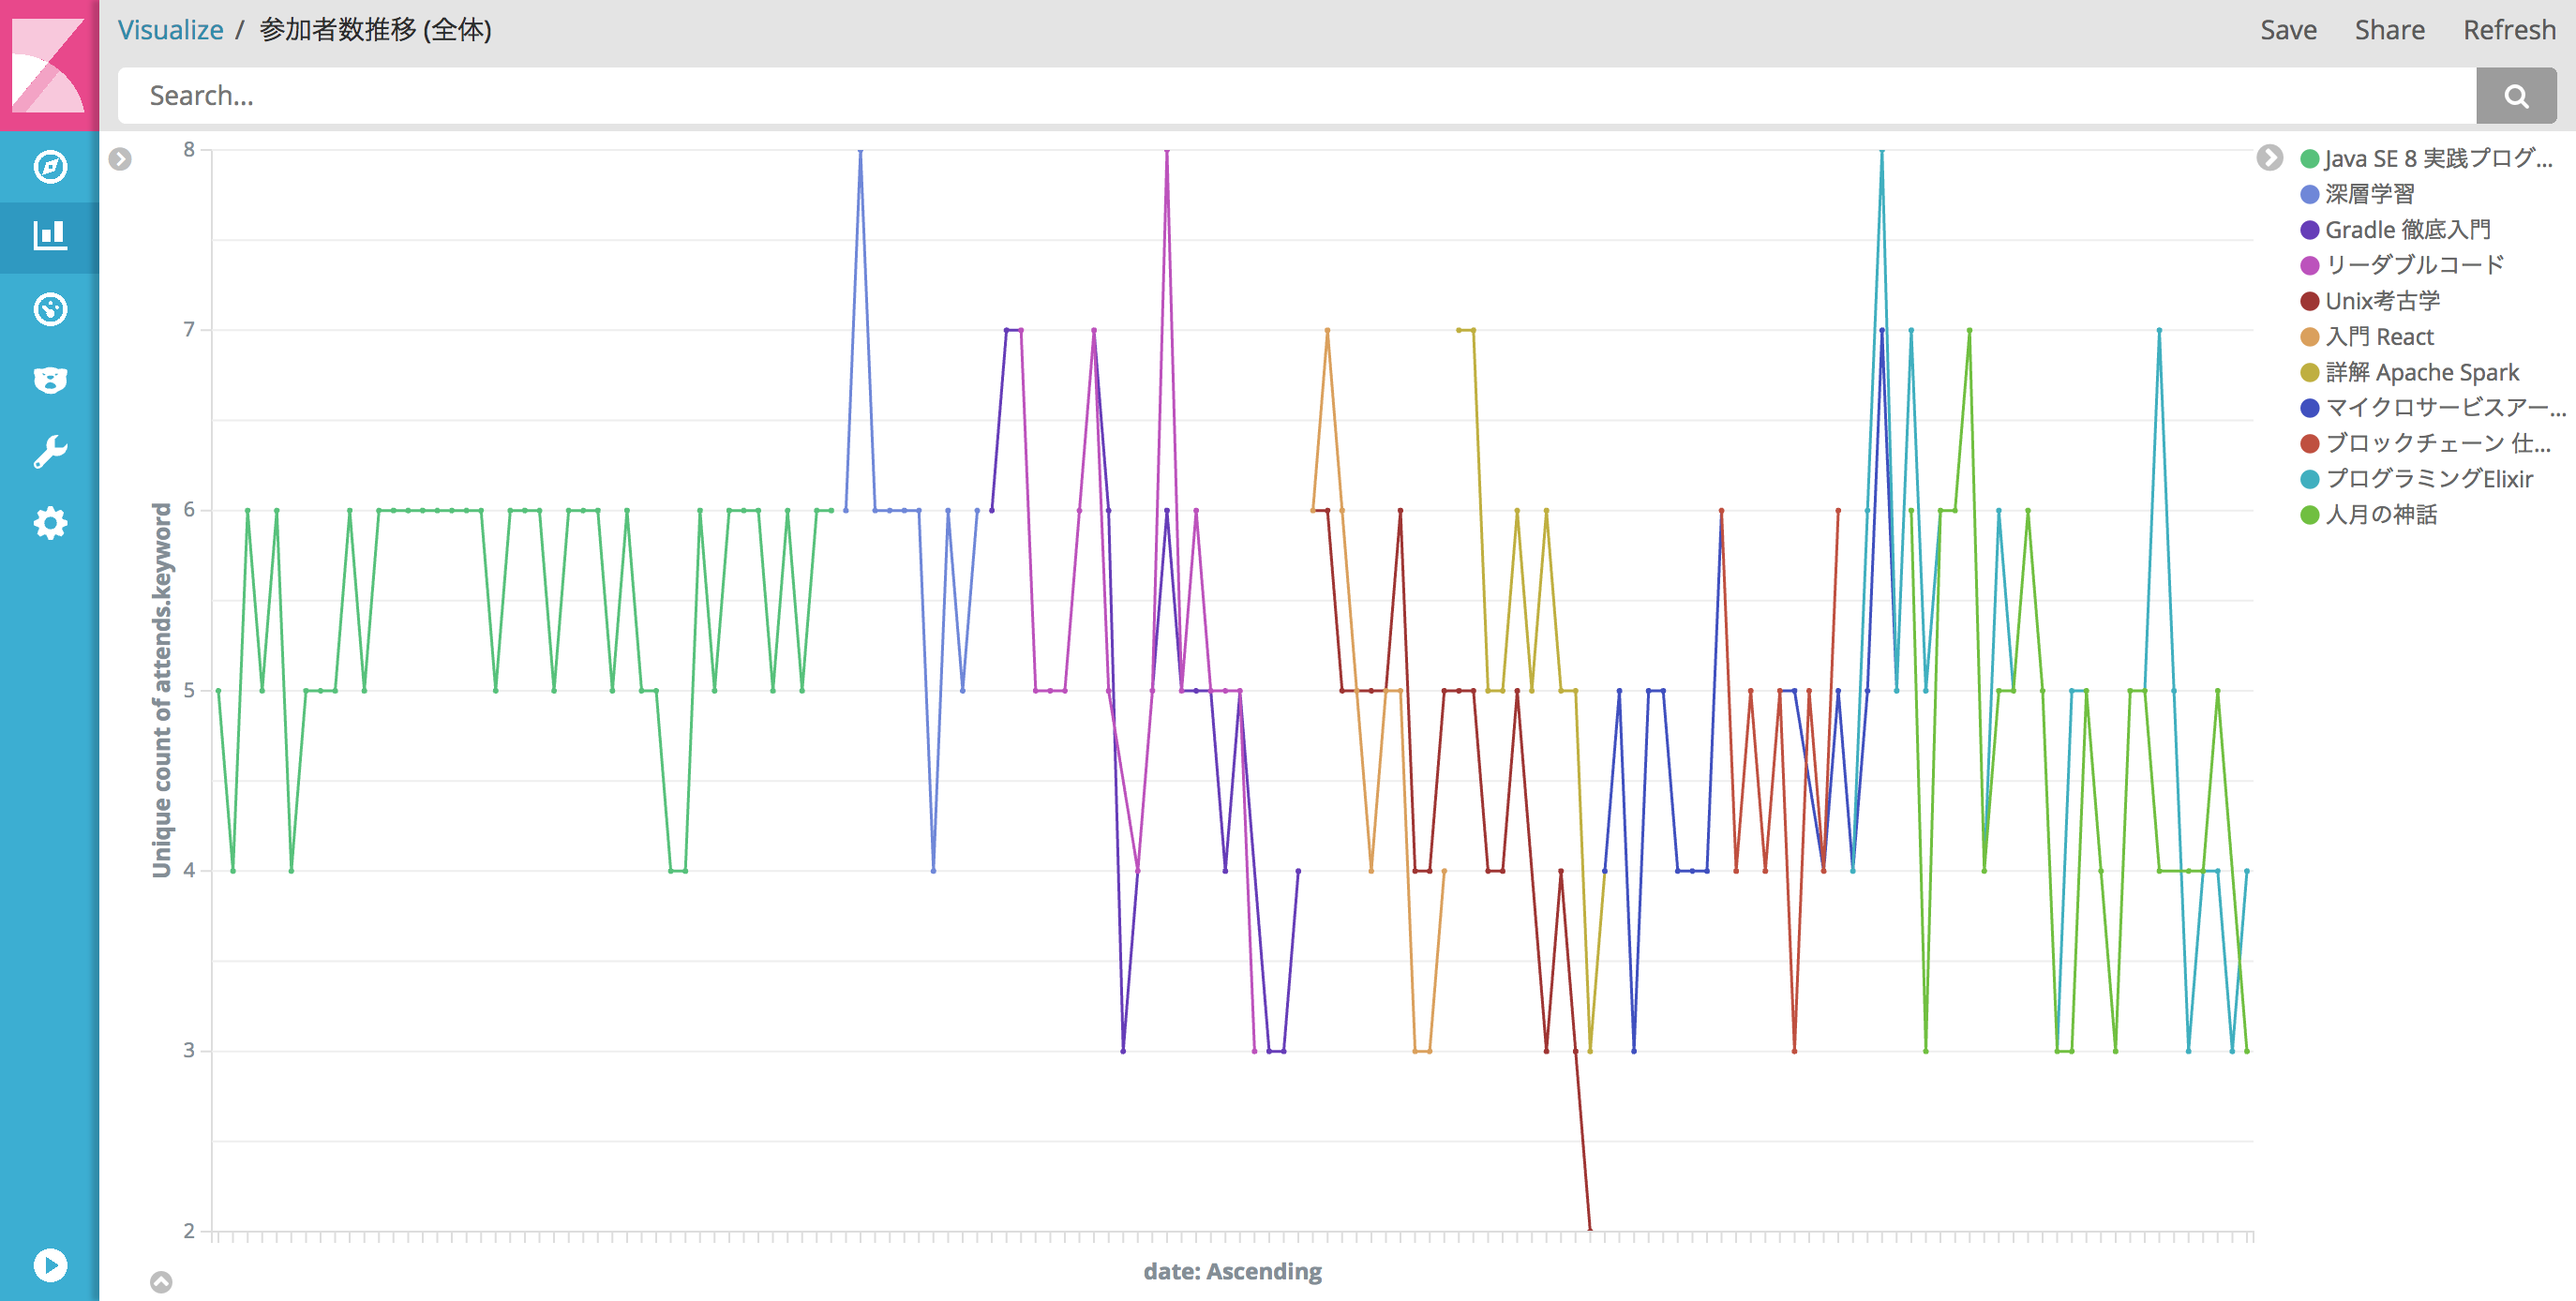 Visualize / 参加者数推移 (全体)
Save Share Refresh
Search...
8
7
6
5
4
3
2
Unique count of attends.keyword
date: Ascending
Java SE 8 実践プログ...
深層学習
Gradle 徹底入門
リーダブルコード
Unix考古学
入門 React
詳解 Apache Spark
マイクロサービスアー...
ブロックチェーン 仕...
プログラミングElixir
人月の神話